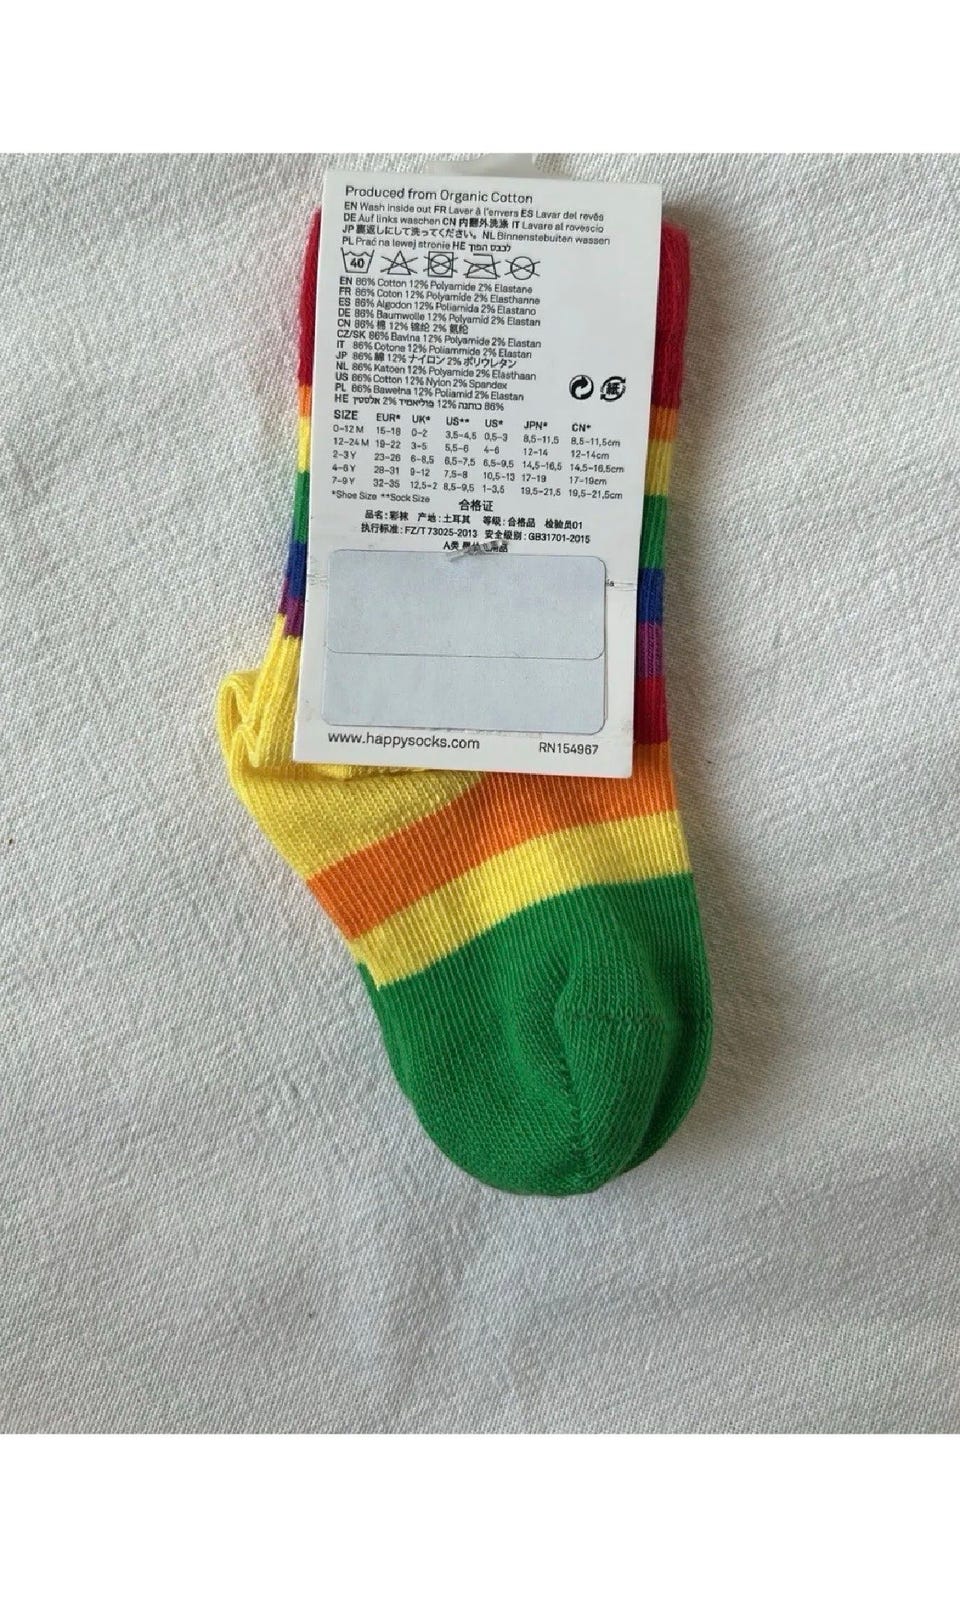 Produced from Organic Cotton
EN Wash inside out FR Laver à l'envers ES Lavar del revês
DE Auf links waschen CN 内翻外洗涤 IT Lavare al rovescio
JP 裏返しにして洗ってください。 NL Binnenstebuiten wassen
PL Prać na lewej stronie HE לכבס הפוך
40
EN 86% Cotton 12% Polyamide 2% Elastane
FR 86% Coton 12% Polyamide 2% Elasthanne
ES 86% Algodon 12% Poliamida 2% Elastano
DE 86% Baumwolle 12% Polyamid 2% Elastan
CN 86% 棉 12% 锦纶 2% 氨纶
CZ/SK 86% Bavlna 12% Polyamide 2% Elastan
IT 86% Cotone 12% Poliammide 2% Elastan
JP 86% 綿 12% ナイロン 2% ポリウレタン
NL 86% Katoen 12% Polyamide 2% Elasthaan
US 86% Cotton 12% Nylon 2% Spandex
PL 86% Bawełna 12% Poliamid 2% Elastan
HE 86% כותנה 12% פוליאמיד 2% אלסטין
SIZE EUR* UK* US** US* JPN* CN*
0-12 M 15-18 0-2 3,5-4,5 0,5-3 8,5-11,5 8,5-11,5cm
12-24 M 19-22 3-5 5,5-6 4-6 12-14 12-14cm
2-3 Y 23-26 6-8,5 6,5-7,5 6,5-9,5 14,5-16,5 14,5-16,5cm
4-6 Y 28-31 9-12 7,5-8 10,5-13 17-19 17-19cm
7-9 Y 32-35 12,5-2 8,5-9,5 1-3,5 19,5-21,5 19,5-21,5cm
*Shoe Size **Sock Size
合格证
品名:彩袜 产地:土耳其 等级:合格品 检验员01
执行标准:FZ/T 73025-2013 安全级别:GB31701-2015
A类
www.happysocks.com RN154967